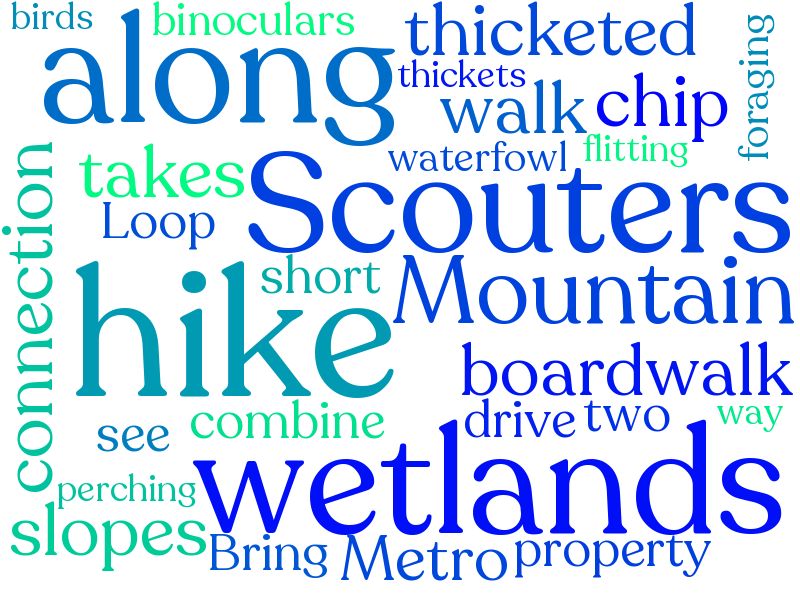 birds
binoculars
thicketed
foraging
along
thickets
walk
chip
flitting
waterfowl
takes
connection
Scouters
Loop
short
Mountain
hike
boardwalk
combine
drive
two
way
see
wetlands
perching
slopes
Bring
Metro
property